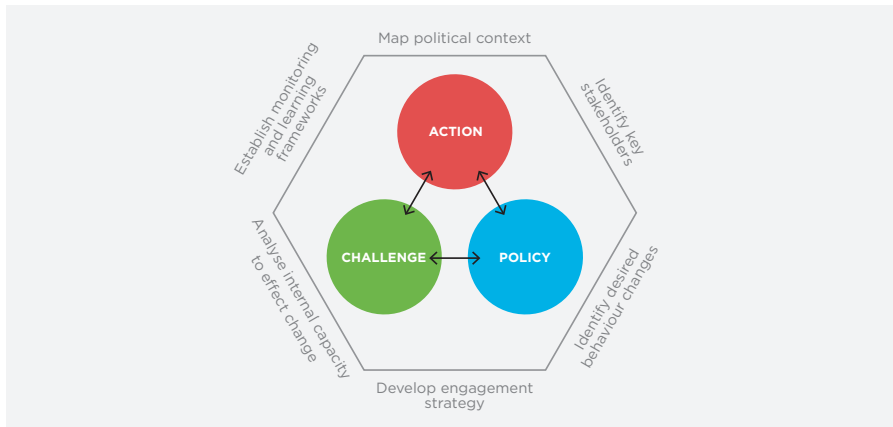 Map political context
Identify key
stakeholders
Identify desired
behaviour changes
Develop engagement
strategy
Analyse internal capacity
to effect change
Establish monitoring
and learning
frameworks
ACTION
CHALLENGE
POLICY